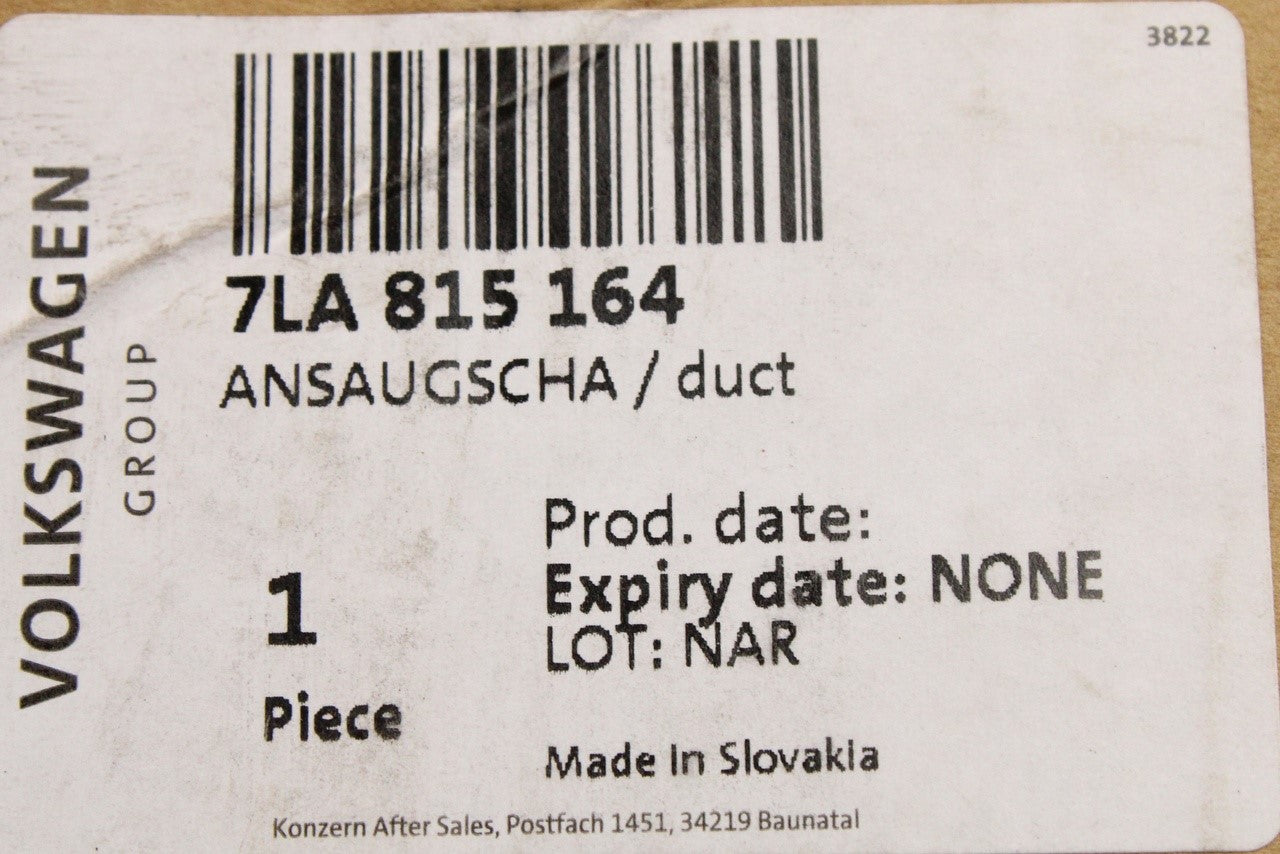 3822
VOLKSWAGEN
GROUP
7LA 815 164
ANSAUGSCHA / duct
Prod. date:
Expiry date: NONE
LOT: NAR
1
Piece
Made In Slovakia
Konzern After Sales, Postfach 1451, 34219 Baunatal